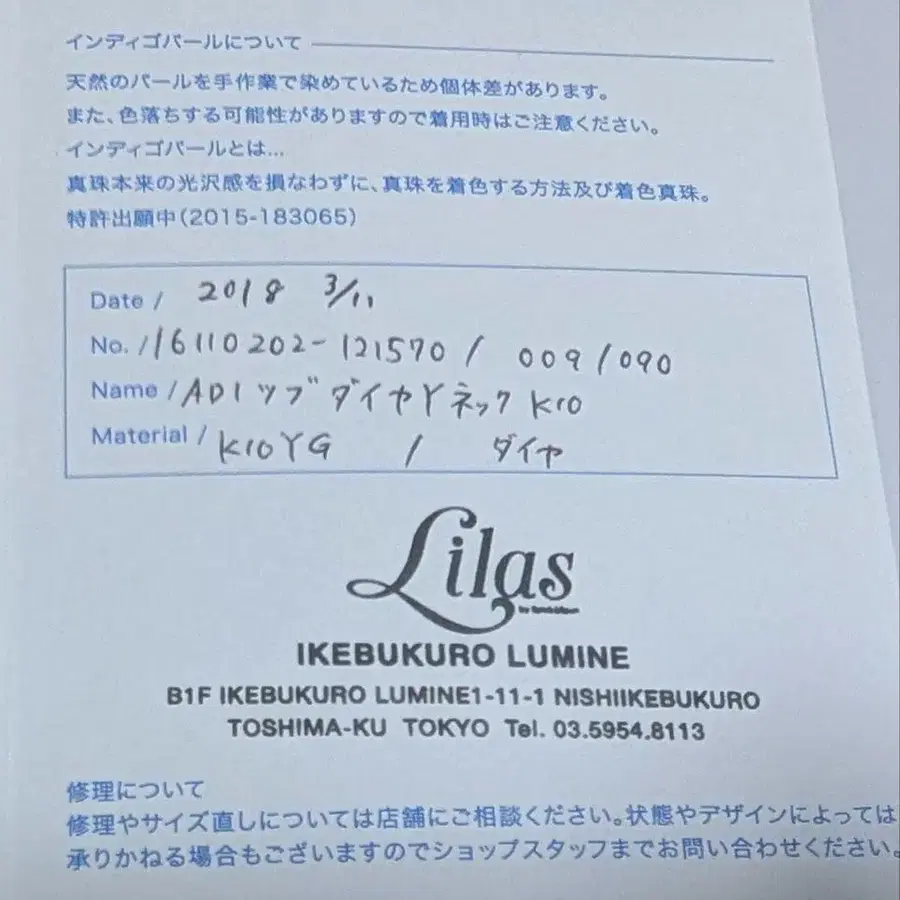 インディゴパールについて
天然のパールを手作業で染めているため個体差があります。
また、色落ちする可能性がありますので着用時はご注意ください。
インディゴパールとは...
真珠本来の光沢感を損なわずに、真珠を着色する方法及び着色真珠。
特許出願中(2015-183065)
Date / 2018 3/11
No. / 16110202-121570 / 009/090
Name / AD1ツブダイヤYネック K10
Material / K10YG / ダイヤ
Lilas
IKEBUKURO LUMINE
B1F IKEBUKURO LUMINE1-11-1 NISHIIKEBUKURO
TOSHIMA-KU TOKYO Tel. 03.5954.8113
修理について
修理やサイズ直しについては店舗にご相談ください。状態やデザインによっては
承りかねる場合もございますのでショップスタッフまでお問い合わせください。